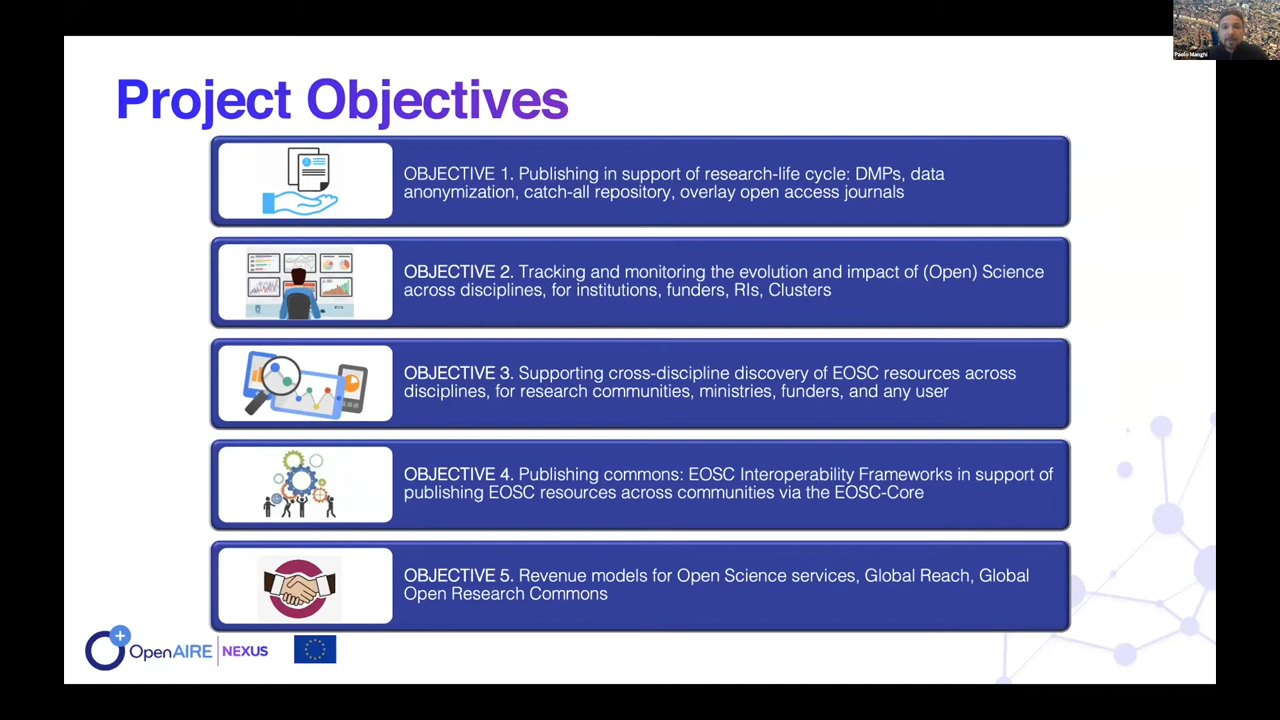 Paolo Manghi
Project Objectives
OBJECTIVE 1. Publishing in support of research-life cycle: DMPs, data
anonymization, catch-all repository, overlay open access journals
OBJECTIVE 2. Tracking and monitoring the evolution and impact of (Open) Science
across disciplines, for institutions, funders, RIs, Clusters
OBJECTIVE 3. Supporting cross-discipline discovery of EOSC resources across
disciplines, for research communities, ministries, funders, and any user
OBJECTIVE 4. Publishing commons: EOSC Interoperability Frameworks in support of
publishing EOSC resources across communities via the EOSC-Core
OBJECTIVE 5. Revenue models for Open Science services, Global Reach, Global
Open Research Commons
OpenAIRE NEXUS